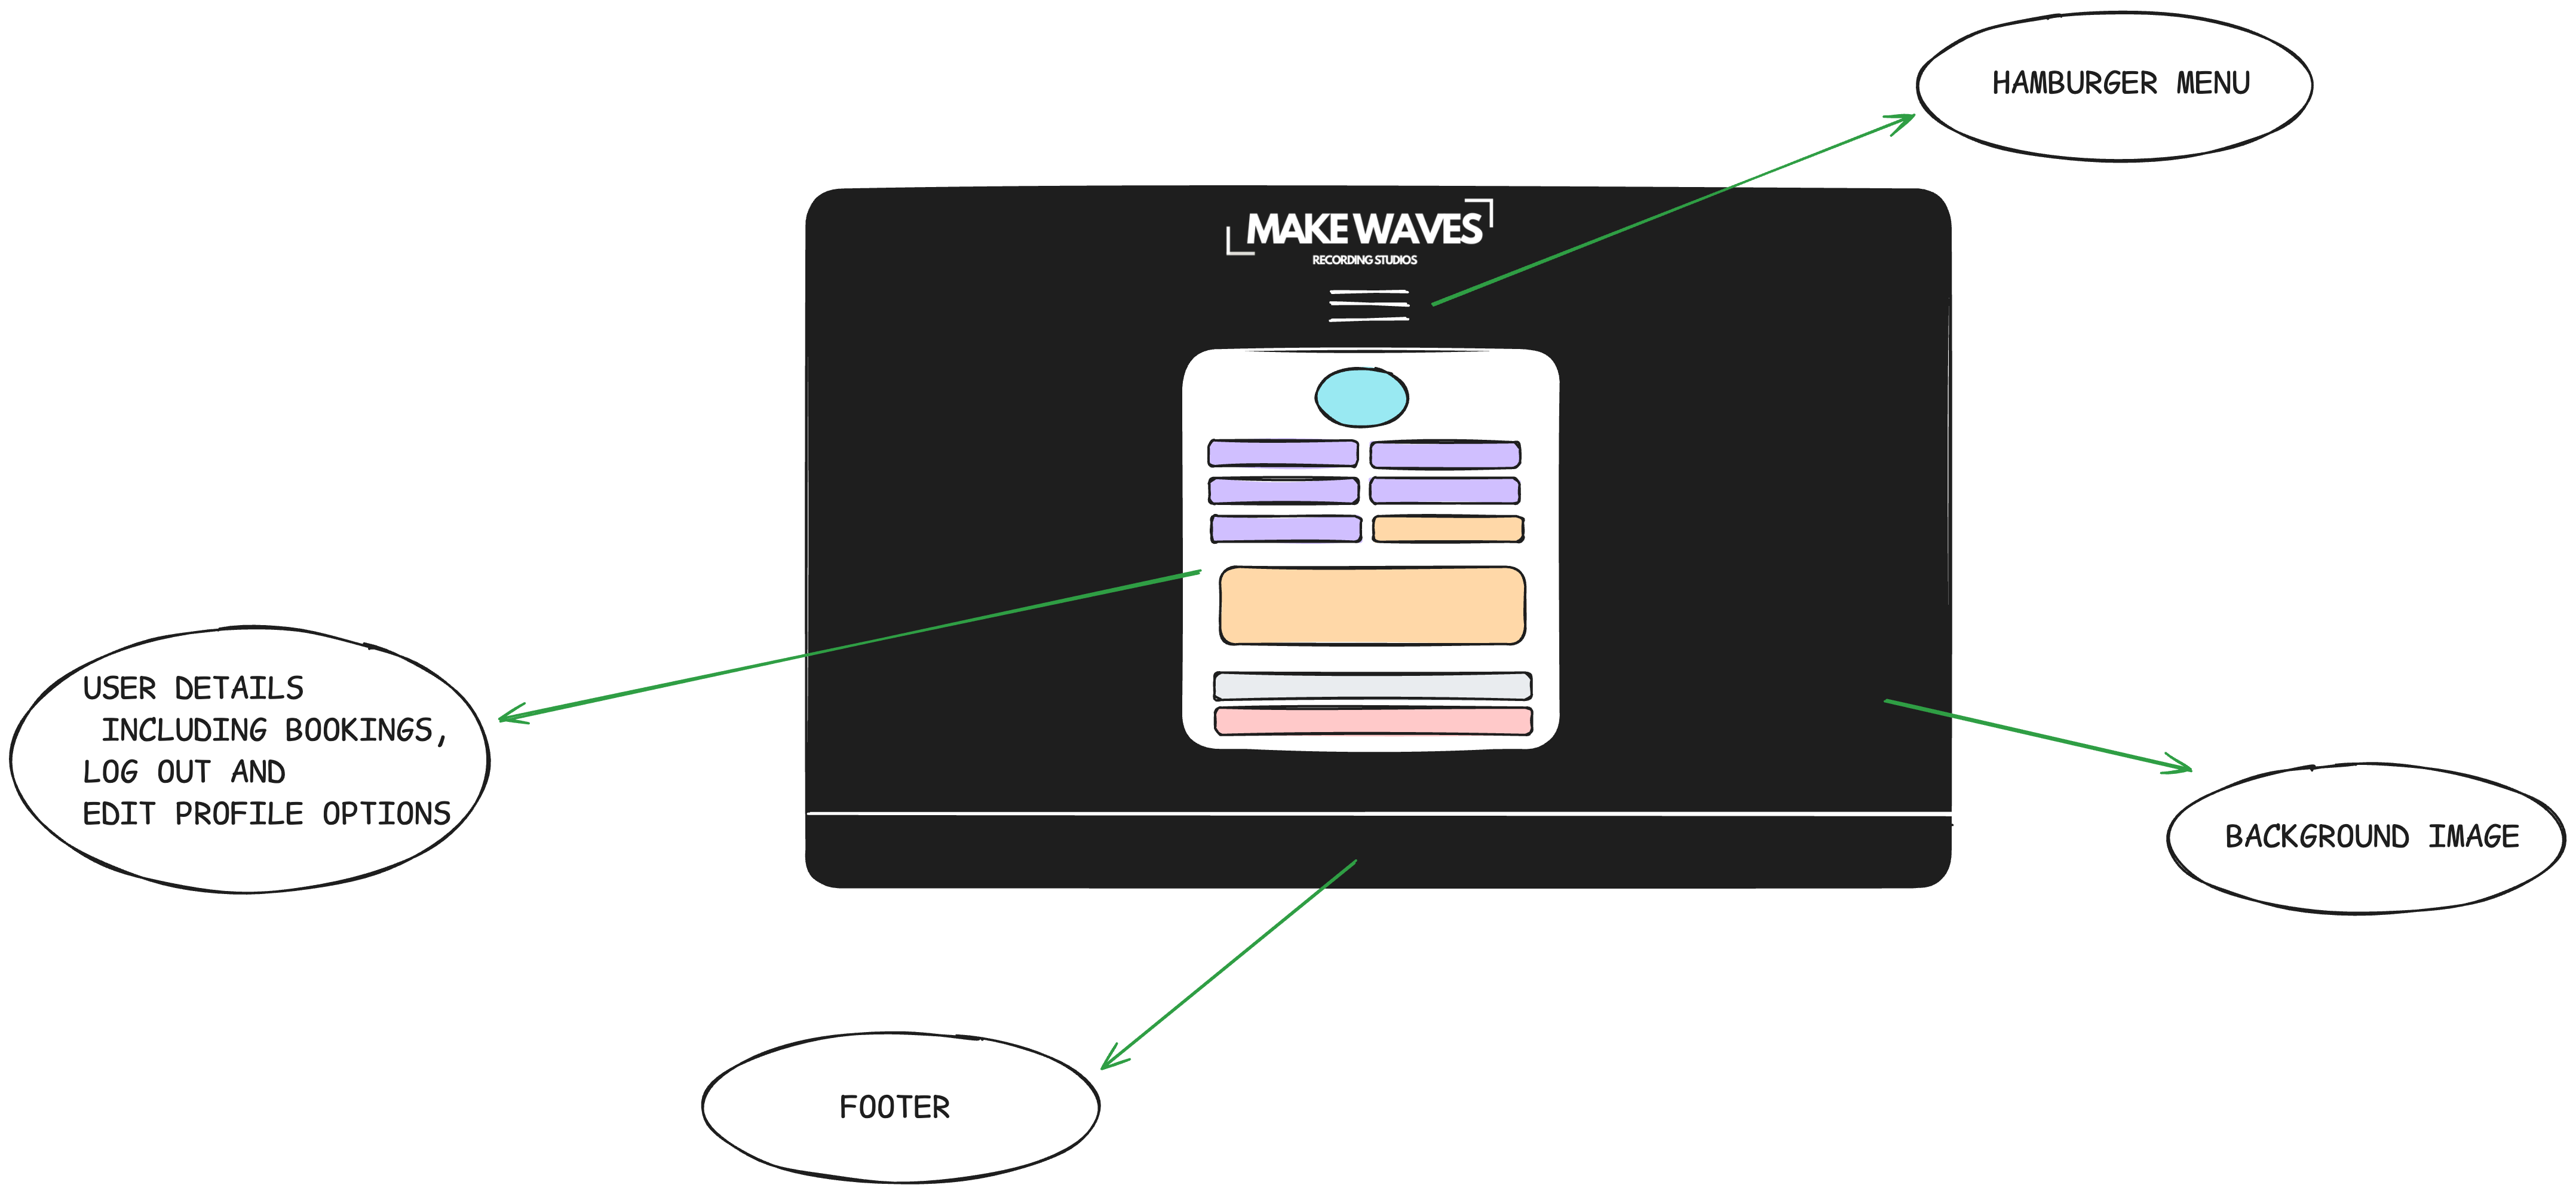 HAMBURGER MENU
MAKE WAVES
RECORDING STUDIOS
USER DETAILS
INCLUDING BOOKINGS,
LOG OUT AND
EDIT PROFILE OPTIONS
BACKGROUND IMAGE
FOOTER